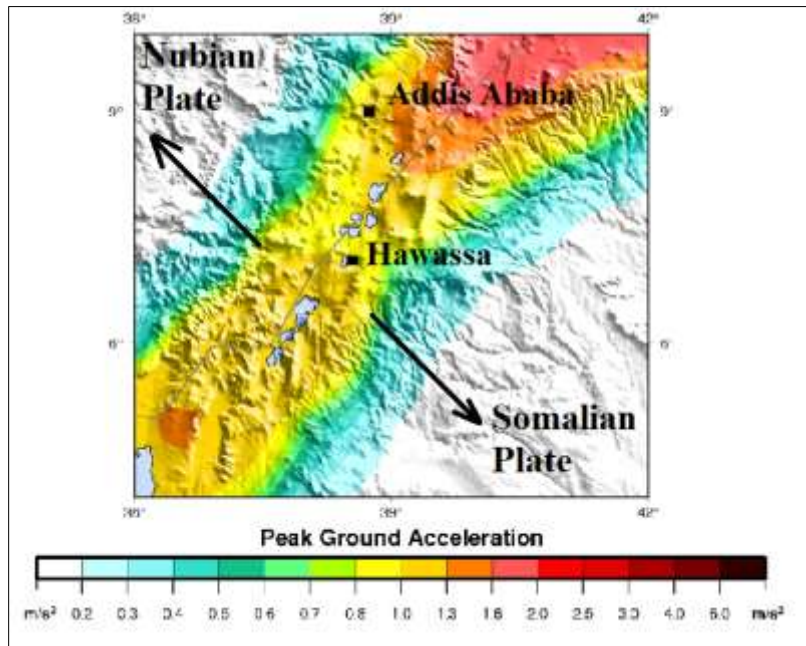 36° 39° 42°
Nubian
Plate
9° Addis Ababa 9°
Hawassa
6° 6°
Somalian
Plate
36° 39° 42°
Peak Ground Acceleration
m/s² 0.2 0.3 0.4 0.5 0.6 0.7 0.8 1.0 1.3 1.6 2.0 2.5 3.0 4.0 5.0 m/s²